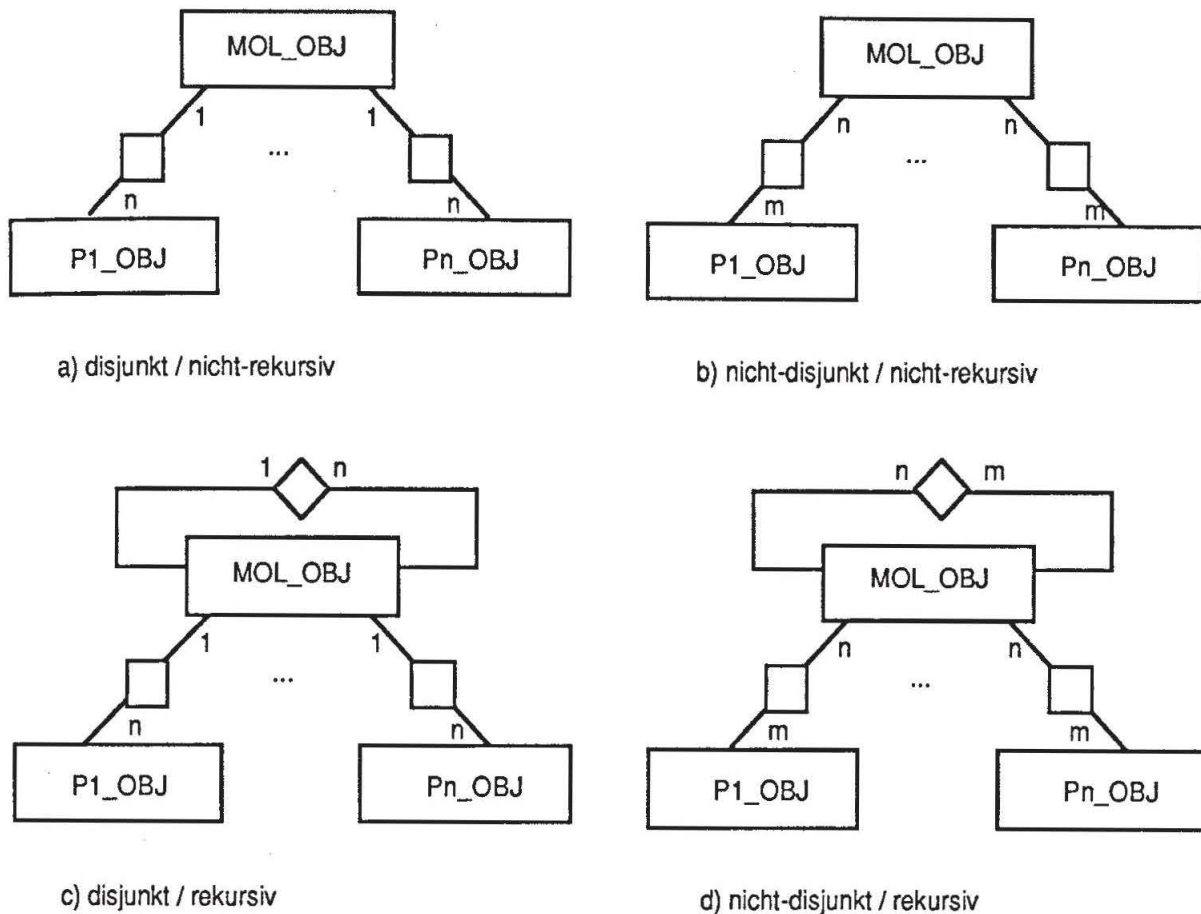 MOL_OBJ
1 1
...
n n
P1_OBJ Pn_OBJ
a) disjunkt / nicht-rekursiv
MOL_OBJ
n n
...
m m
P1_OBJ Pn_OBJ
b) nicht-disjunkt / nicht-rekursiv
1 n
MOL_OBJ
1 1
...
n n
P1_OBJ Pn_OBJ
c) disjunkt / rekursiv
n m
MOL_OBJ
n n
...
m m
P1_OBJ Pn_OBJ
d) nicht-disjunkt / rekursiv